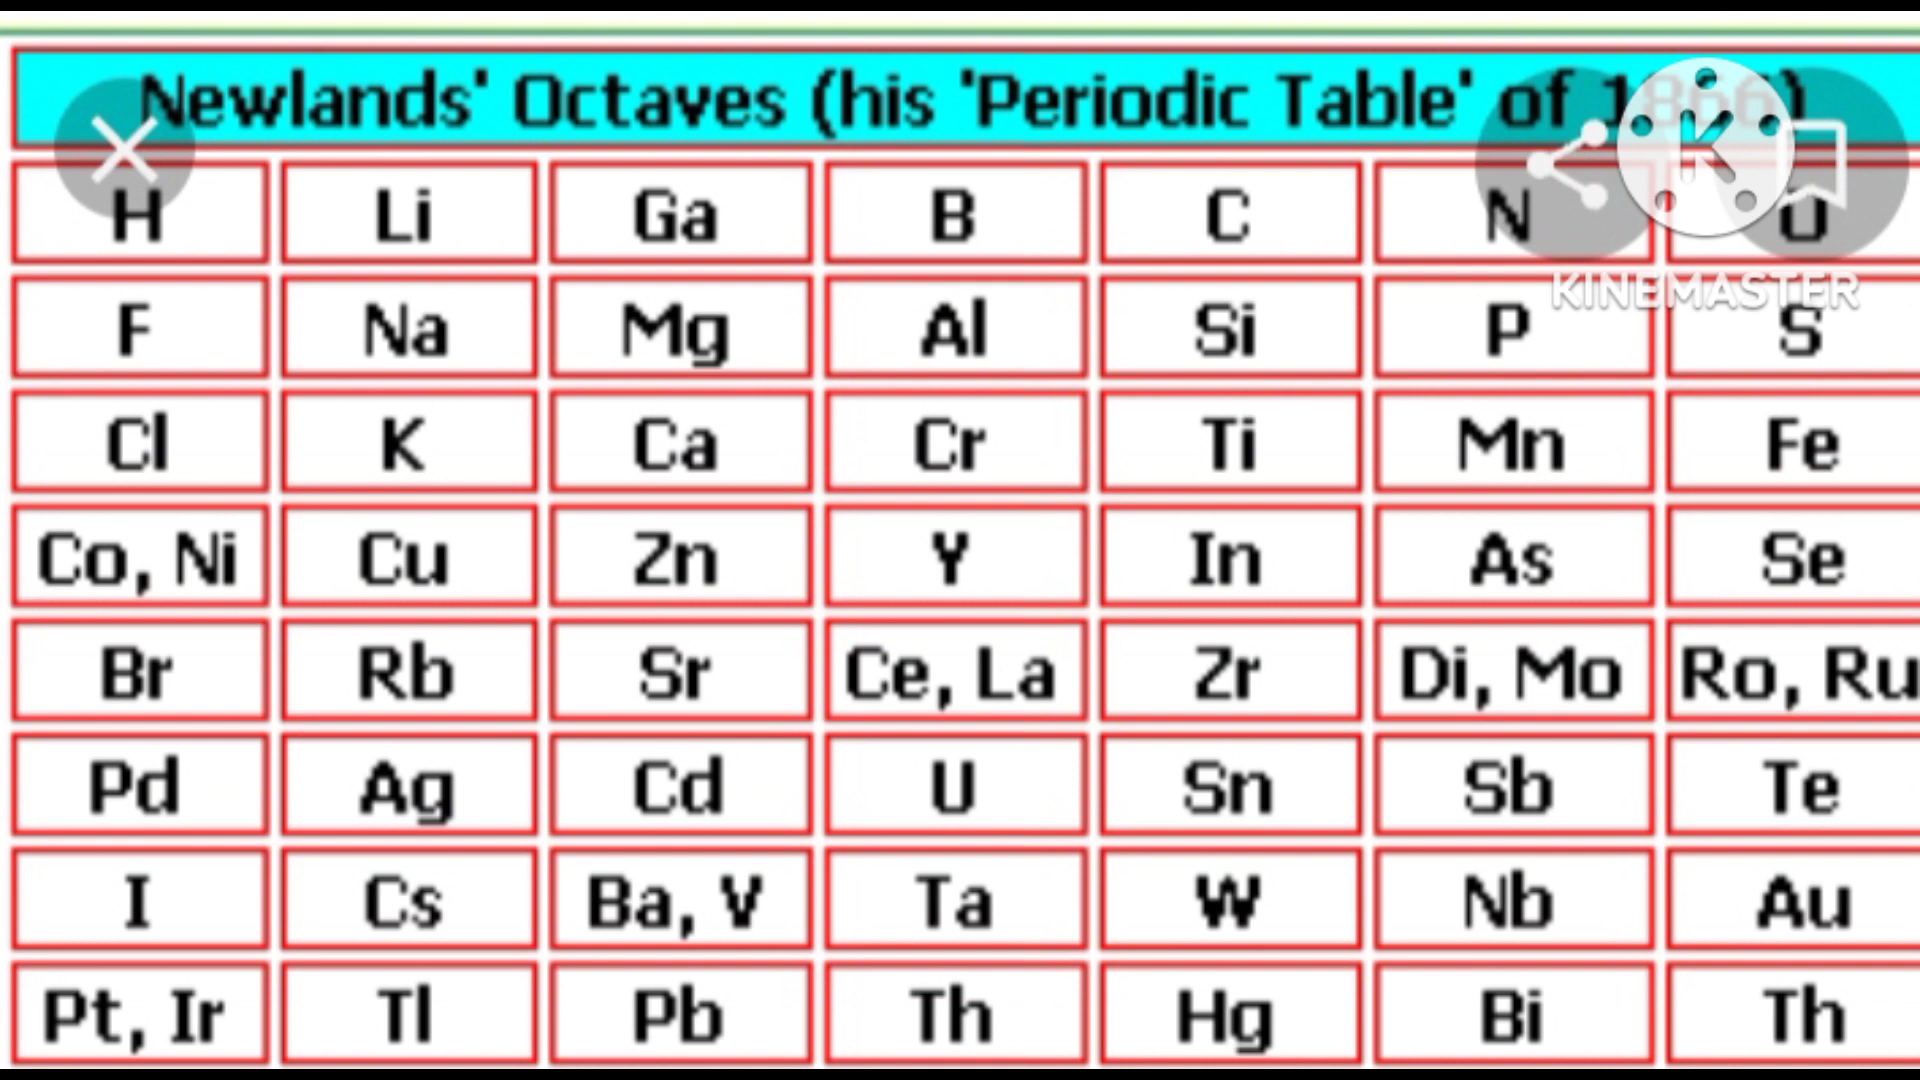 Newlands' Octaves (his 'Periodic Table' of 1866)
H Li Ga B C N O
F Na Mg Al Si P S
Cl K Ca Cr Ti Mn Fe
Co, Ni Cu Zn Y In As Se
Br Rb Sr Ce, La Zr Di, Mo Ro, Ru
Pd Ag Cd U Sn Sb Te
I Cs Ba, V Ta W Nb Au
Pt, Ir Tl Pb Th Hg Bi Th
K
KINEMASTER